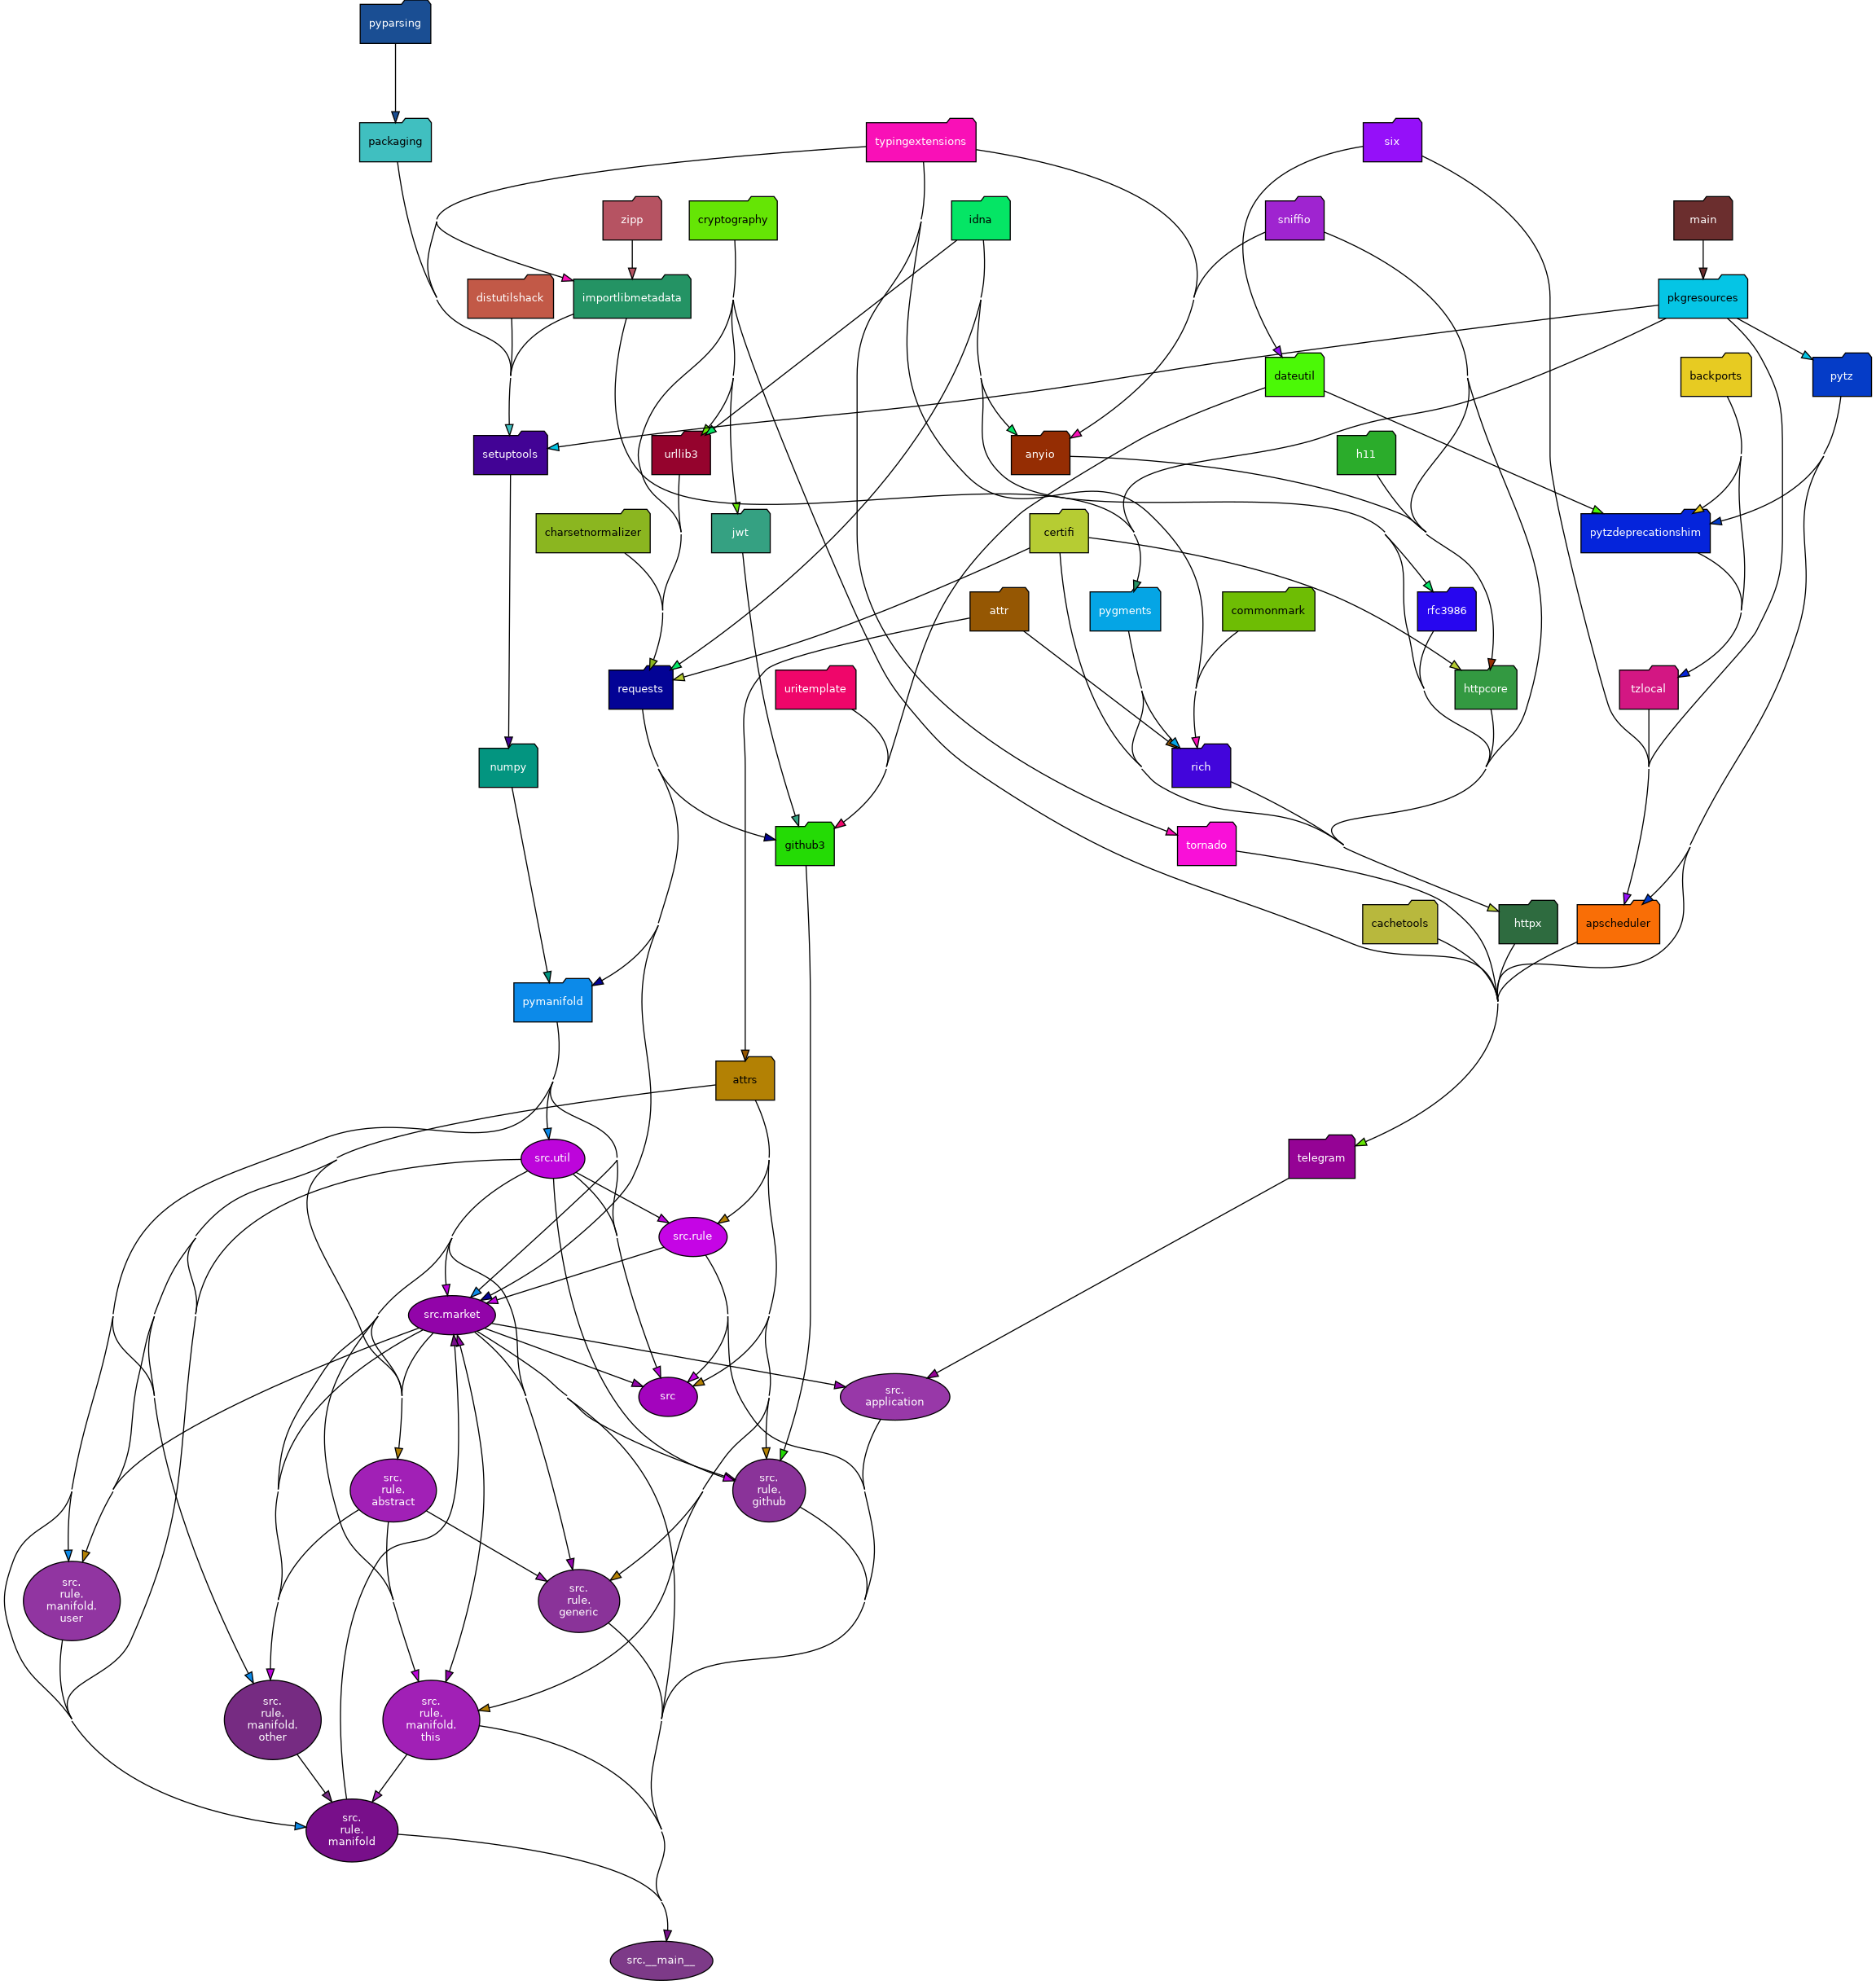 pyparsing
packaging
typingextensions
six
zipp
cryptography
idna
sniffio
main
distutilshack
importlibmetadata
pkgresources
dateutil
backports
pytz
setuptools
urllib3
anyio
h11
charsetnormalizer
jwt
certifi
pytzdeprecationshim
attr
pygments
commonmark
rfc3986
requests
uritemplate
httpcore
tzlocal
numpy
rich
github3
tornado
cachetools
httpx
apscheduler
pymanifold
attrs
src.util
telegram
src.rule
src.market
src
src.
application
src.
rule.
abstract
src.
rule.
github
src.
rule.
manifold.
user
src.
rule.
generic
src.
rule.
manifold.
other
src.
rule.
manifold.
this
src.
rule.
manifold
src.__main__